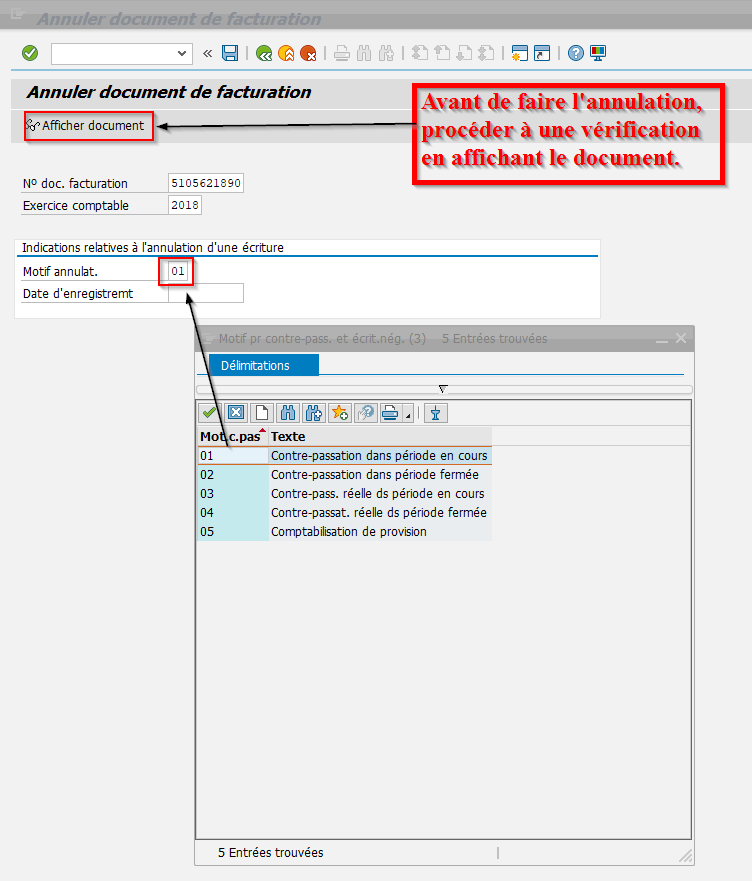 Annuler document de facturation
Annuler document de facturation
Afficher document
Avant de faire l'annulation,
procéder à une vérification
en affichant le document.
Nº doc. facturation 5105621890
Exercice comptable 2018
Indications relatives à l'annulation d'une écriture
Motif annulat. 01
Date d'enregistremt
Motif pr contre-pass. et écrit.nég. (3) 5 Entrées trouvées
Délimitations
Mot.c.pas Texte
01 Contre-passation dans période en cours
02 Contre-passation dans période fermée
03 Contre-pass. réelle ds période en cours
04 Contre-passat. réelle ds période fermée
05 Comptabilisation de provision
5 Entrées trouvées